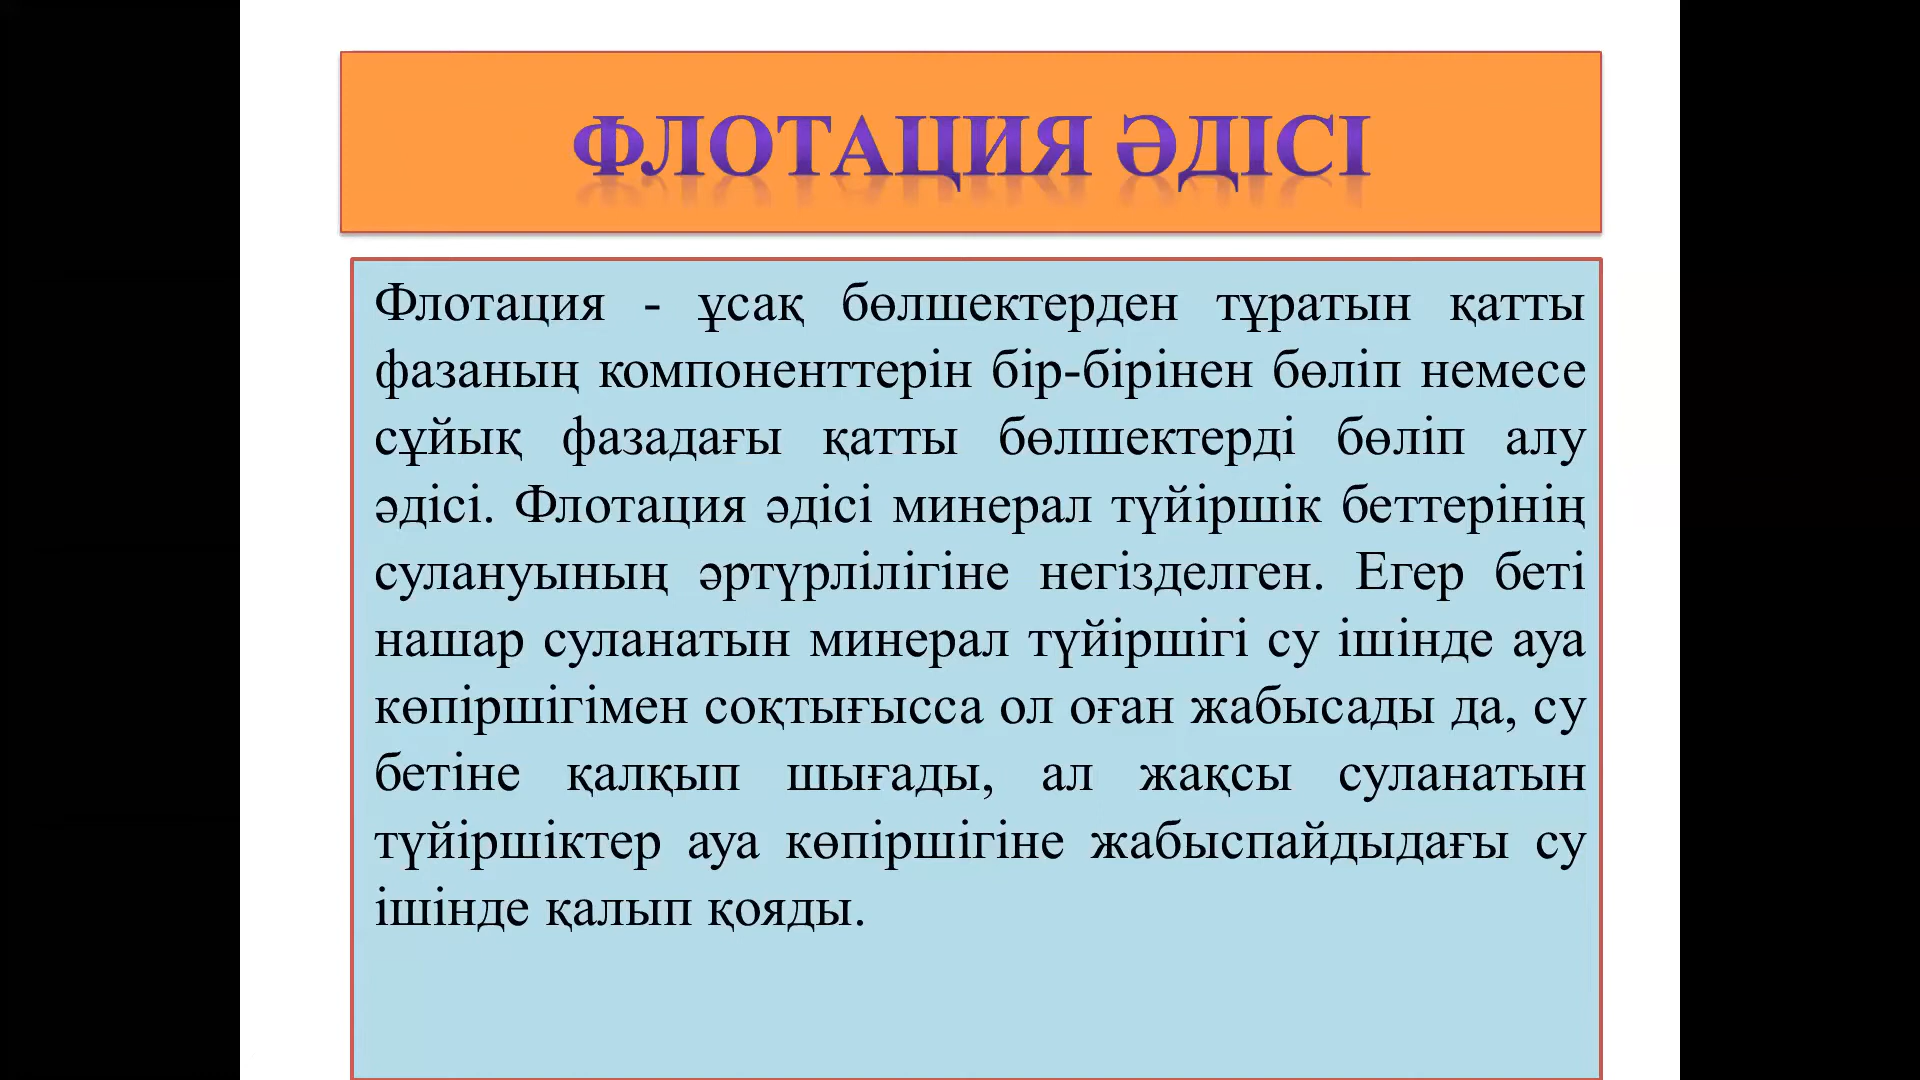 ФЛОТАЦИЯ ӘДІСІ
Флотация - ұсақ бөлшектерден тұратын қатты
фазаның компоненттерін бір-бірінен бөліп немесе
сұйық фазадағы қатты бөлшектерді бөліп алу
әдісі. Флотация әдісі минерал түйіршік беттерінің
сулануының әртүрлілігіне негізделген. Егер беті
нашар суланатын минерал түйіршігі су ішінде ауа
көпіршігімен соқтығысса ол оған жабысады да, су
бетіне қалқып шығады, ал жақсы суланатын
түйіршіктер ауа көпіршігіне жабыспайдыдағы су
ішінде қалып қояды.